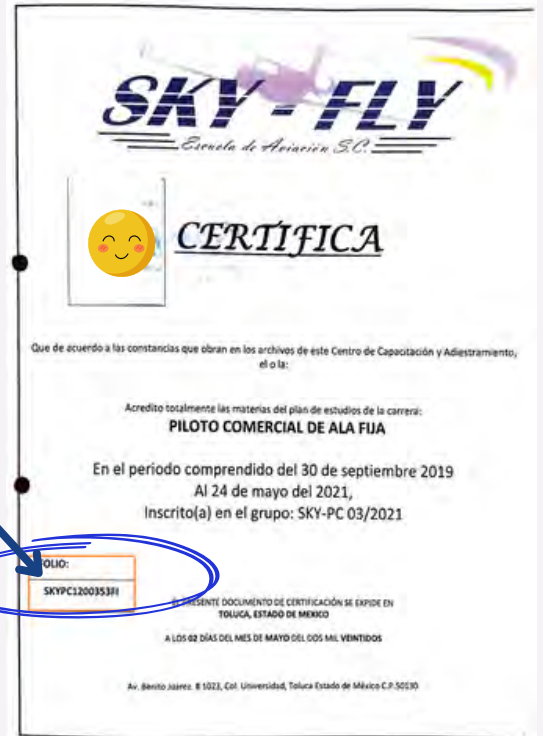 SKY-FLY
Escuela de Aviación S.C.
CERTIFICA
Que de acuerdo a las constancias que obran en los archivos de este Centro de Capacitación y Adiestramiento,
el o la:
Acredito totalmente las materias del plan de estudios de la carrera:
PILOTO COMERCIAL DE ALA FIJA
En el periodo comprendido del 30 de septiembre 2019
Al 24 de mayo del 2021,
Inscrito(a) en el grupo: SKY-PC 03/2021
OLIO:
SKYPC1200353FI
EL PRESENTE DOCUMENTO DE CERTIFICACIÓN SE EXPIDE EN
TOLUCA, ESTADO DE MEXICO
A LOS 02 DÍAS DEL MES DE MAYO DEL DOS MIL VEINTIDOS
Av. Benito Juárez. # 1023, Col. Universidad, Toluca Estado de México C.P.50130